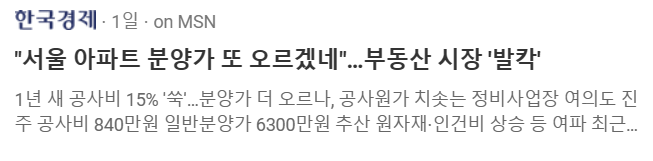 한국경제 · 1일 · on MSN
"서울 아파트 분양가 또 오르겠네"…부동산 시장 '발칵'
1년 새 공사비 15% '쑥'…분양가 더 오르나, 공사원가 치솟는 정비사업장 여의도 진
주 공사비 840만원 일반분양가 6300만원 추산 원자재·인건비 상승 등 여파 최근…